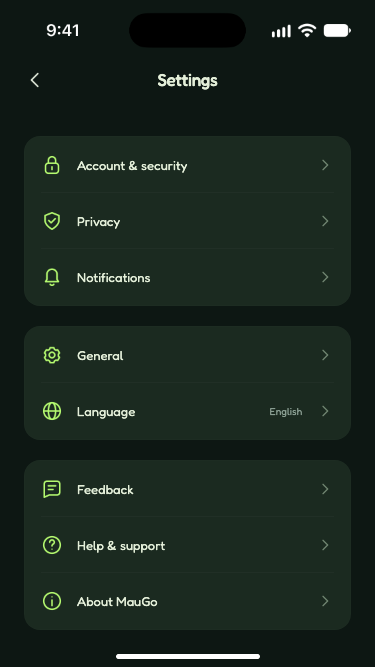 9:41
Settings
Account & security
Privacy
Notifications
General
Language English
Feedback
Help & support
About MauGo